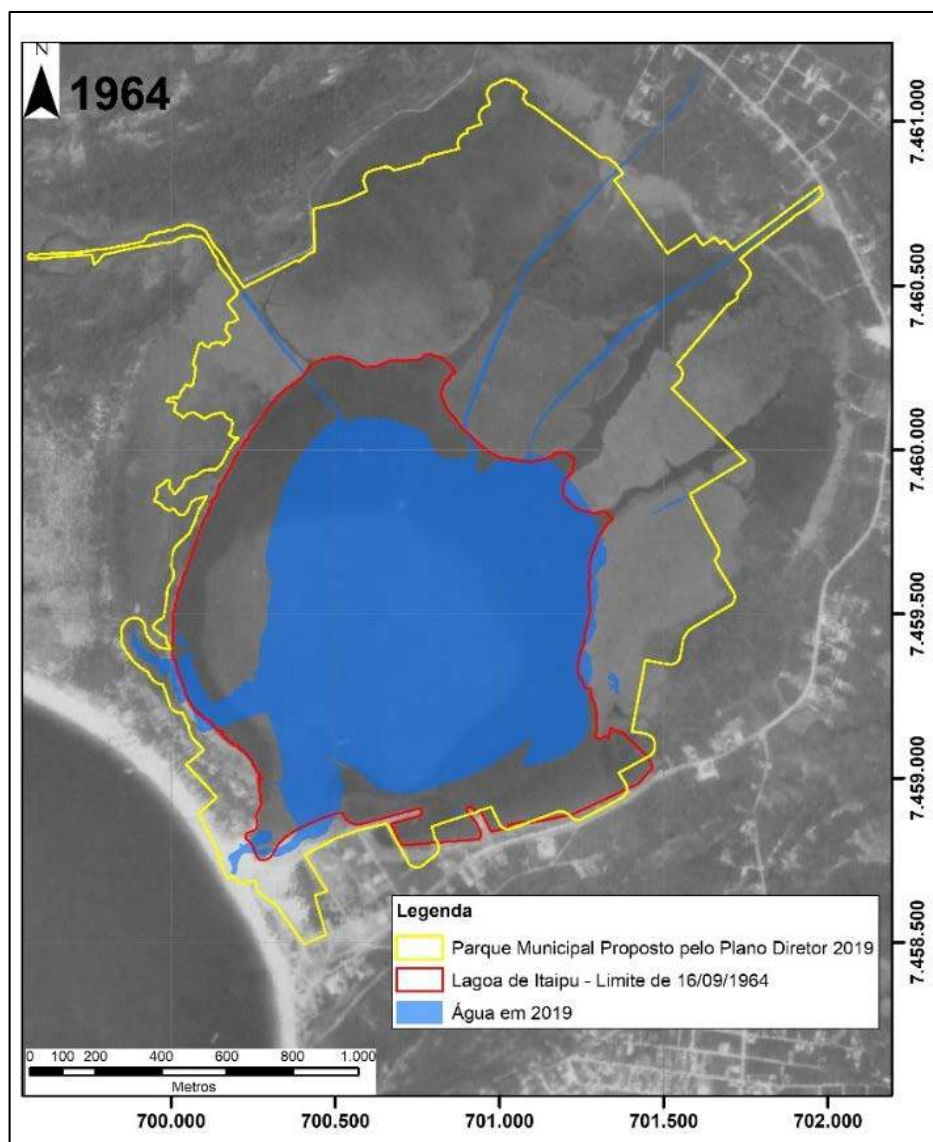 N
1964
7.461.000
7.460.500
7.460.000
7.459.500
7.459.000
7.458.500
Legenda
Parque Municipal Proposto pelo Plano Diretor 2019
Lagoa de Itaipu - Limite de 16/09/1964
Água em 2019
0 100 200 400 600 800 1.000
Metros
700.000 700.500 701.000 701.500 702.000